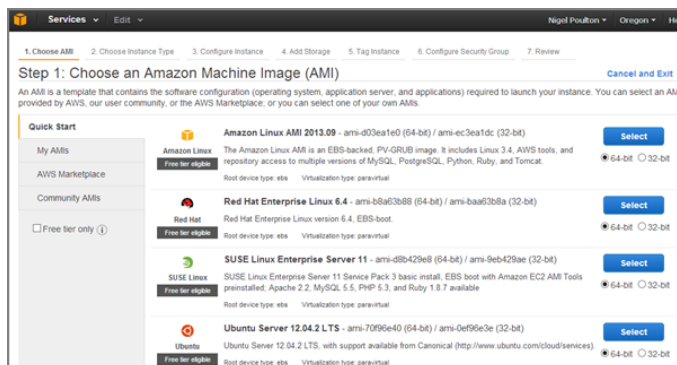 Services Edit Nigel Poulton Oregon
1. Choose AMI 2. Choose Instance Type 3. Configure Instance 4. Add Storage 5. Tag Instance 6. Configure Security Group 7. Review
Step 1: Choose an Amazon Machine Image (AMI) Cancel and Exit
An AMI is a template that contains the software configuration (operating system, application server, and applications) required to launch your instance. You can select an AM
provided by AWS, our user community, or the AWS Marketplace; or you can select one of your own AMIs.
Quick Start
My AMIs
AWS Marketplace
Community AMIs
Free tier only
Amazon Linux
Free tier eligible
Amazon Linux AMI 2013.09 - ami-d03ea1e0 (64-bit) / ami-ec3ea1dc (32-bit)
The Amazon Linux AMI is an EBS-backed, PV-GRUB image. It includes Linux 3.4, AWS tools, and
repository access to multiple versions of MySQL, PostgreSQL, Python, Ruby, and Tomcat.
Root device type: ebs Virtualization type: paravirtual
Select
64-bit 32-bit
Red Hat
Free tier eligible
Red Hat Enterprise Linux 6.4 - ami-b8a63b88 (64-bit) / ami-baa63b8a (32-bit)
Red Hat Enterprise Linux version 6.4, EBS-boot.
Root device type: ebs Virtualization type: paravirtual
Select
64-bit 32-bit
SUSE Linux
Free tier eligible
SUSE Linux Enterprise Server 11 - ami-d8b429e8 (64-bit) / ami-9eb429ae (32-bit)
SUSE Linux Enterprise Server 11 Service Pack 3 basic install, EBS boot with Amazon EC2 AMI Tools
preinstalled; Apache 2.2, MySQL 5.5, PHP 5.3, and Ruby 1.8.7 available
Root device type: ebs Virtualization type: paravirtual
Select
64-bit 32-bit
Ubuntu
Free tier eligible
Ubuntu Server 12.04.2 LTS - ami-70f96e40 (64-bit) / ami-0ef96e3e (32-bit)
Ubuntu Server 12.04.2 LTS, with support available from Canonical (http://www.ubuntu.com/cloud/services).
Root device type: ebs Virtualization type: paravirtual
Select
64-bit 32-bit